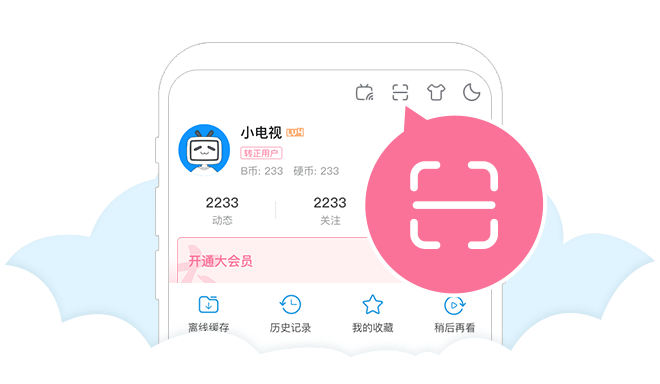 小电视
转正用户
B币: 233 硬币: 233
2233 2233
动态 关注
开通大会员
离线缓存 历史记录 我的收藏 稍后再看